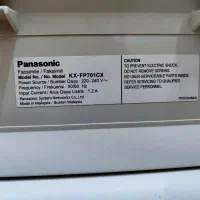 Panasonic
Facsimile / Faksimili
Model No. / No. Model KX-FP701CX
Power Source / Sumber Daya: 220 - 240 V~
Frequency / Frekuensi 50/60 Hz
Input Amps / Arus Daya Listrik: 1.2 A
Panasonic System Networks Co., Ltd.
Made in Malaysia / Buatan Malaysia
CAUTION:
TO PREVENT ELECTRIC SHOCK
DO NOT REMOVE SCREWS.
NO USER-SERVICEABLE PARTS INSIDE.
REFER SERVICING TO QUALIFIED
SERVICE PERSONNEL.